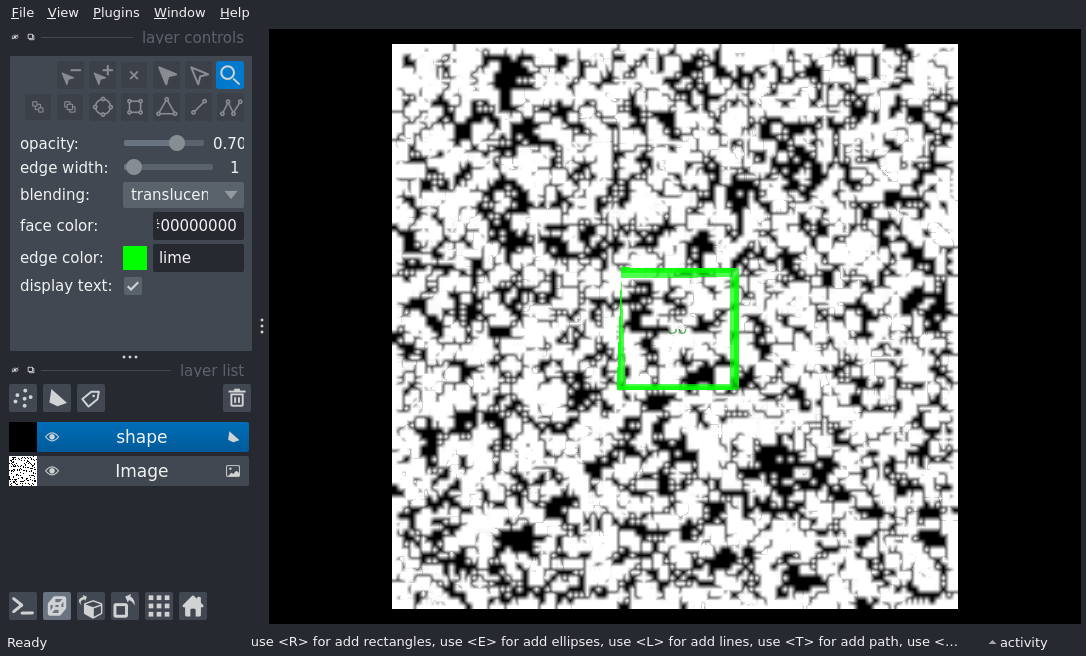 File View Plugins Window Help
layer controls
opacity: 0.70
edge width: 1
blending: translucen
face color: 00000000
edge color: lime
display text:
layer list
shape
Image
Ready
use <R> for add rectangles, use <E> for add ellipses, use <L> for add lines, use <T> for add path, use <...
activity